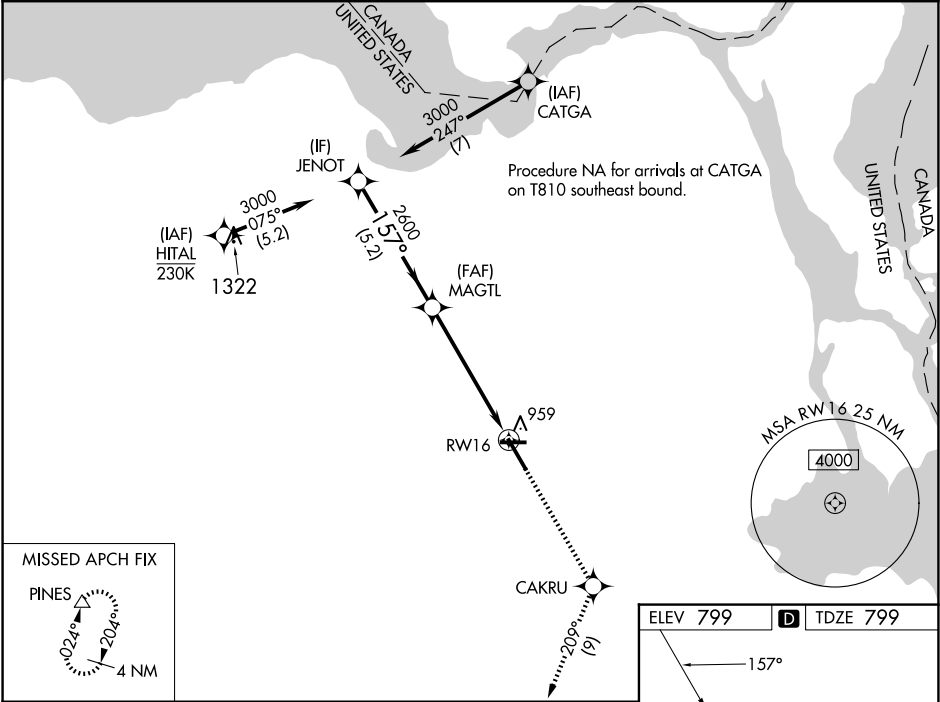 CANADA
UNITED STATES
(IAF)
CATGA
3000
247°
(7)
(IF)
JENOT
Procedure NA for arrivals at CATGA
on T810 southeast bound.
UNITED STATES
CANADA
3000
075°
(5.2)
(IAF)
HITAL
230K
1322
2600
157°
(5.2)
(FAF)
MAGTL
959
RW16
MSA RW16 25 NM
4000
MISSED APCH FIX
PINES
024°
204°
4 NM
CAKRU
209°
(9)
ELEV 799 D TDZE 799
157°